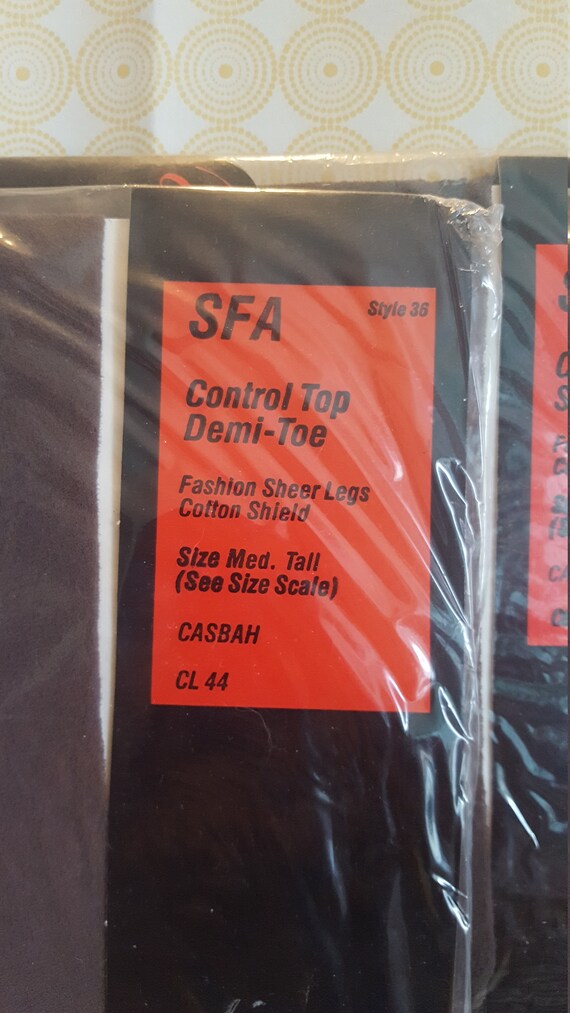 SFA
Style 36
Control Top
Demi-Toe
Fashion Sheer Legs
Cotton Shield
Size Med. Tall
(See Size Scale)
CASBAH
CL 44